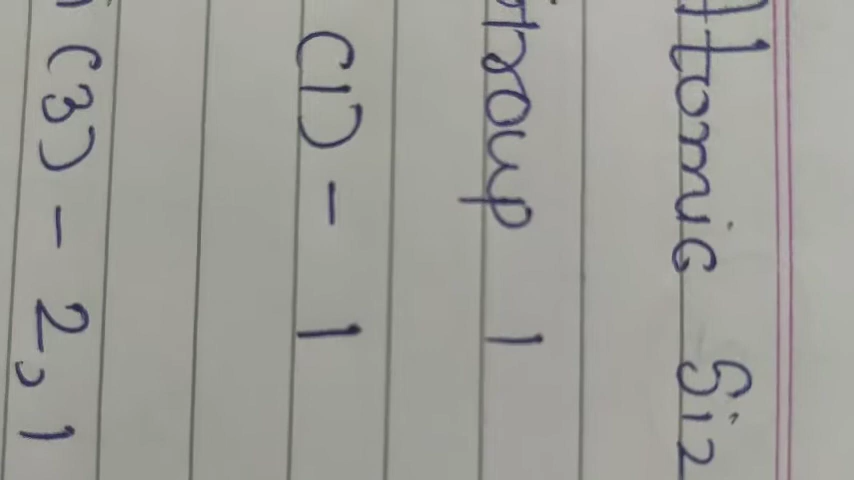 Atomic Siz
Group 1
(1) - 1
(3) - 2,1